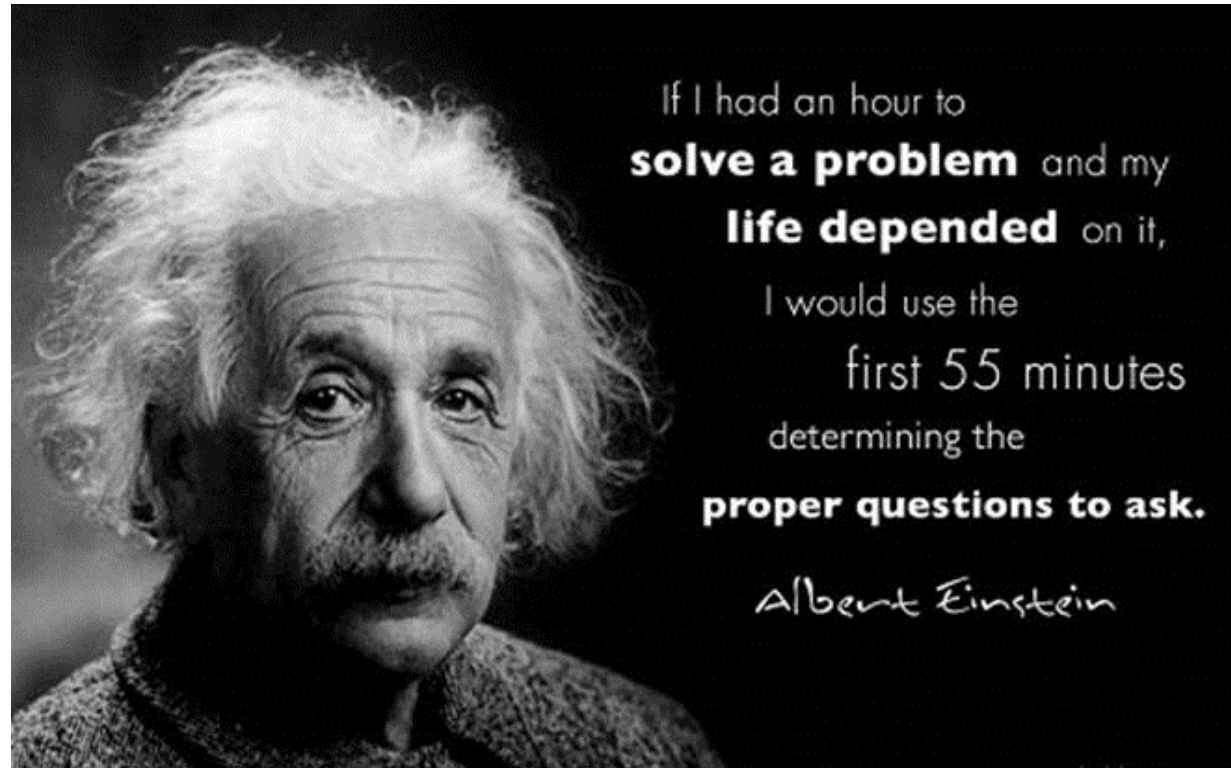 If I had an hour to
solve a problem and my
life depended on it,
I would use the
first 55 minutes
determining the
proper questions to ask.
Albert Einstein